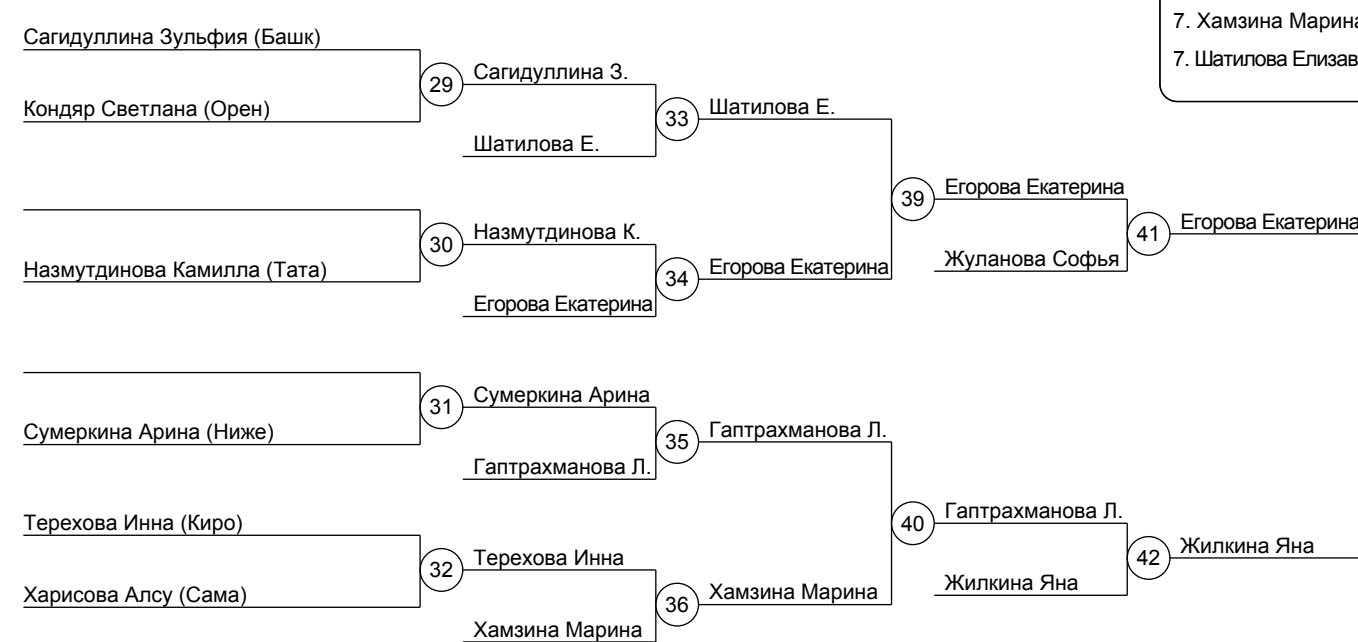 7. Хамзина Марина
7. Шатилова
Сагидуллина Зульфия (Башк)
29
Сагидуллина З.
Кондяр Светлана (Орен)
33
Шатилова Е.
Шатилова Е.
39
Егорова Екатерина
Назмутдинова К.
30
41
Егорова Екатерина
Назмутдинова Камилла (Тата)
34
Егорова Екатерина
Жуланова Софья
Егорова Екатерина
31
Сумеркина Арина
Сумеркина Арина (Ниже)
35
Гаптрахманова Л.
Гаптрахманова Л.
Терехова Инна (Киро)
40
Гаптрахманова Л.
32
Терехова Инна
42
Жилкина Яна
Харисова Алсу (Сама)
36
Хамзина Марина
Жилкина Яна
Хамзина Марина